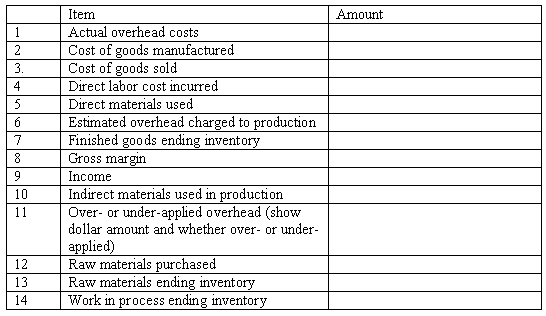 Item Amount
1 Actual overhead costs
2 Cost of goods manufactured
3. Cost of goods sold
4 Direct labor cost incurred
5 Direct materials used
6 Estimated overhead charged to production
7 Finished goods ending inventory
8 Gross margin
9 Income
10 Indirect materials used in production
11 Over- or under-applied overhead (show
dollar amount and whether over- or under-
applied)
12 Raw materials purchased
13 Raw materials ending inventory
14 Work in process ending inventory